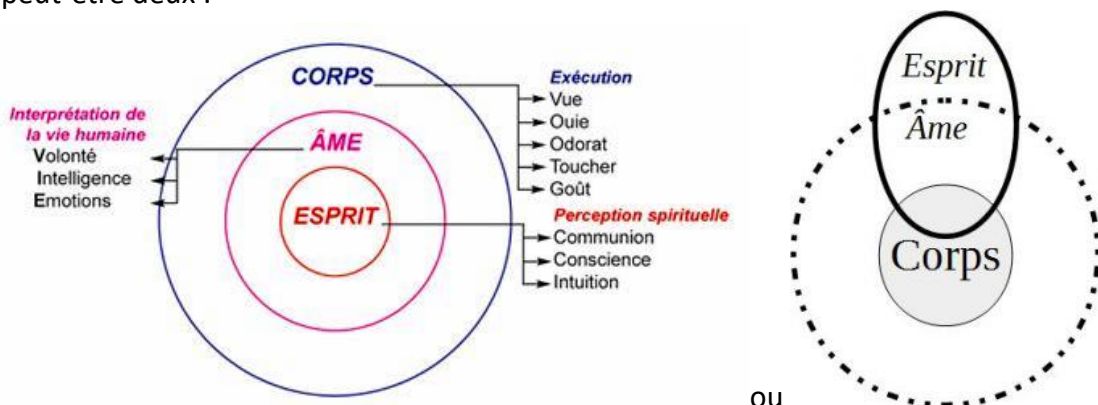 peut-être deux :
CORPS
Exécution
Vue
Ouie
Odorat
Toucher
Goût
Interprétation de
la vie humaine
Volonté
Intelligence
Emotions
ÂME
ESPRIT
Perception spirituelle
Communion
Conscience
Intuition
ou
Esprit
Âme
Corps